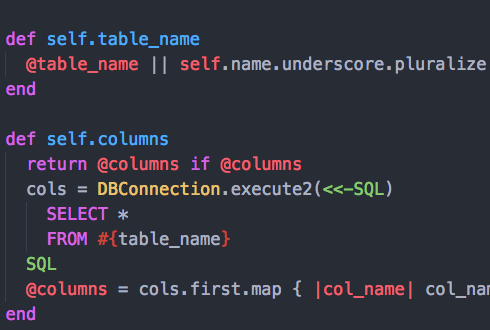 def self.table_name
@table_name || self.name.underscore.pluralize
end
def self.columns
return @columns if @columns
cols = DBConnection.execute2(<<-SQL)
SELECT *
FROM #{table_name}
SQL
@columns = cols.first.map { |col_name| col_na
end